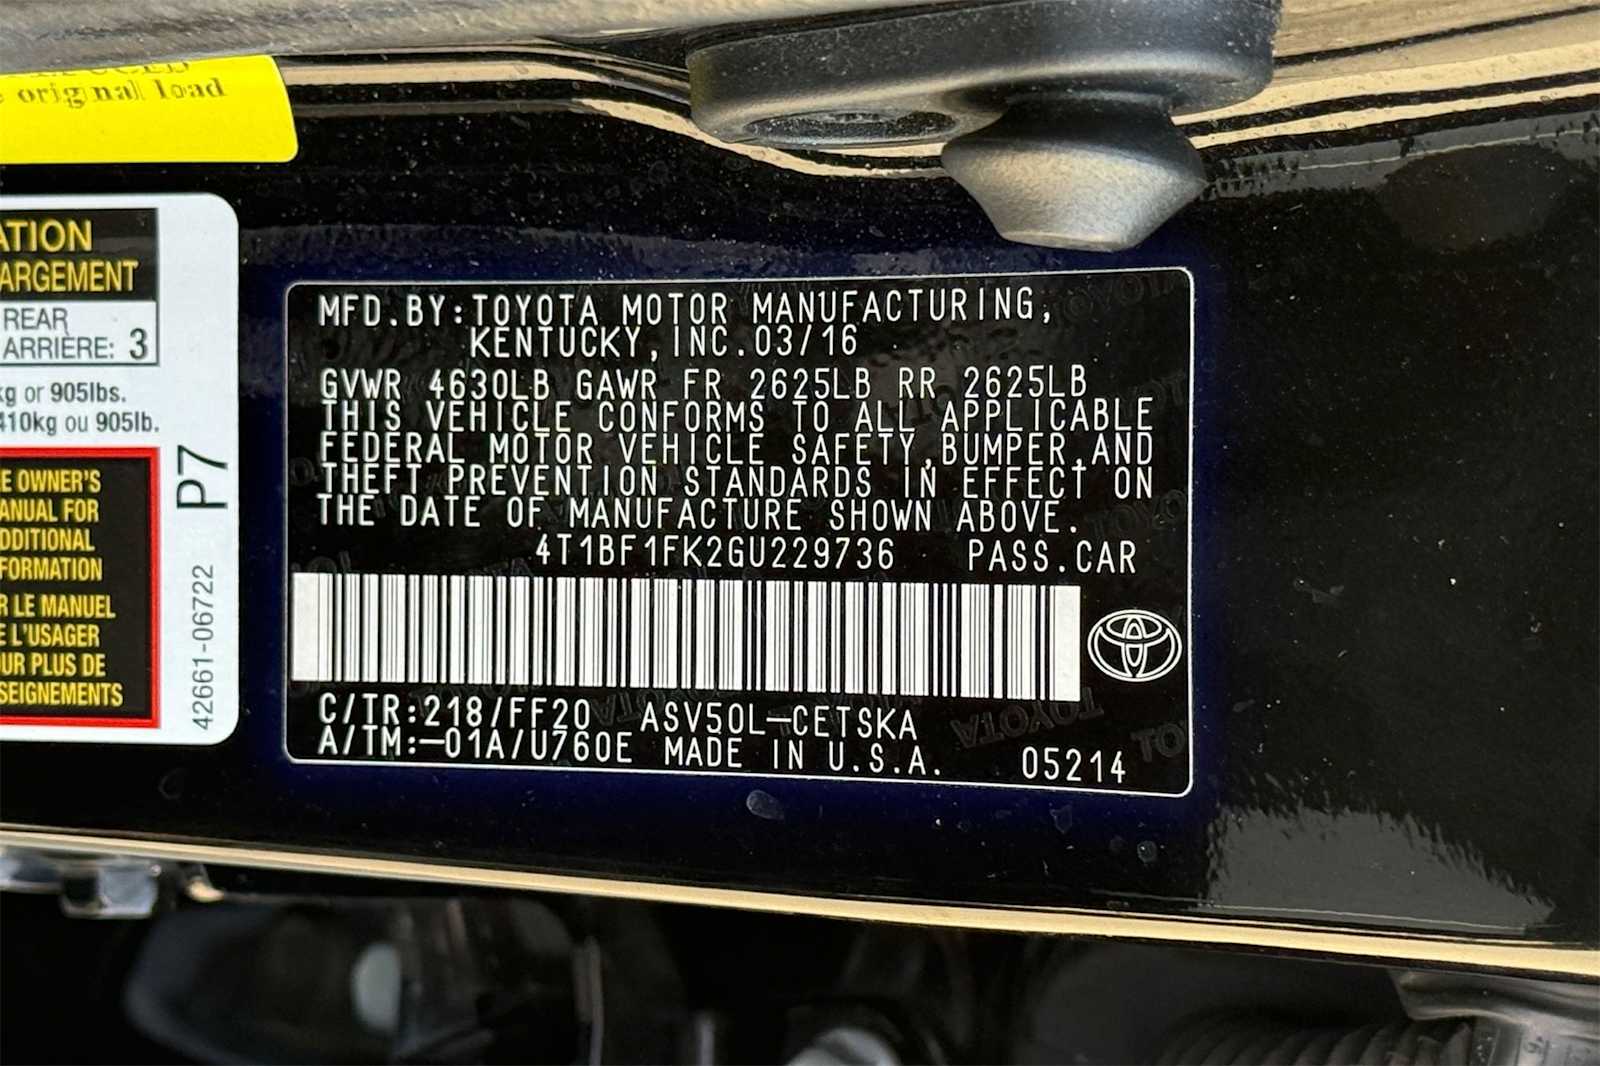 original load
ATION
ARGEMENT
REAR
ARRIÈRE: 3
kg or 905lbs.
410kg ou 905lb.
E OWNER'S
ANUAL FOR
DDITIONAL
FORMATION
R LE MANUEL
E L'USAGER
OUR PLUS DE
SEIGNEMENTS
42661-06722 P7
MFD.BY:TOYOTA MOTOR MANUFACTURING,
KENTUCKY,INC.03/16
GVWR 4630LB GAWR FR 2625LB RR 2625LB
THIS VEHICLE CONFORMS TO ALL APPLICABLE
FEDERAL MOTOR VEHICLE SAFETY,BUMPER,AND
THEFT PREVENTION STANDARDS IN EFFECT ON
THE DATE OF MANUFACTURE SHOWN ABOVE.
4T1BF1FK2GU229736 PASS.CAR
C/TR:218/FF20 ASV50L-CETSKA
A/TM:-01A/U760E MADE IN U.S.A. 05214